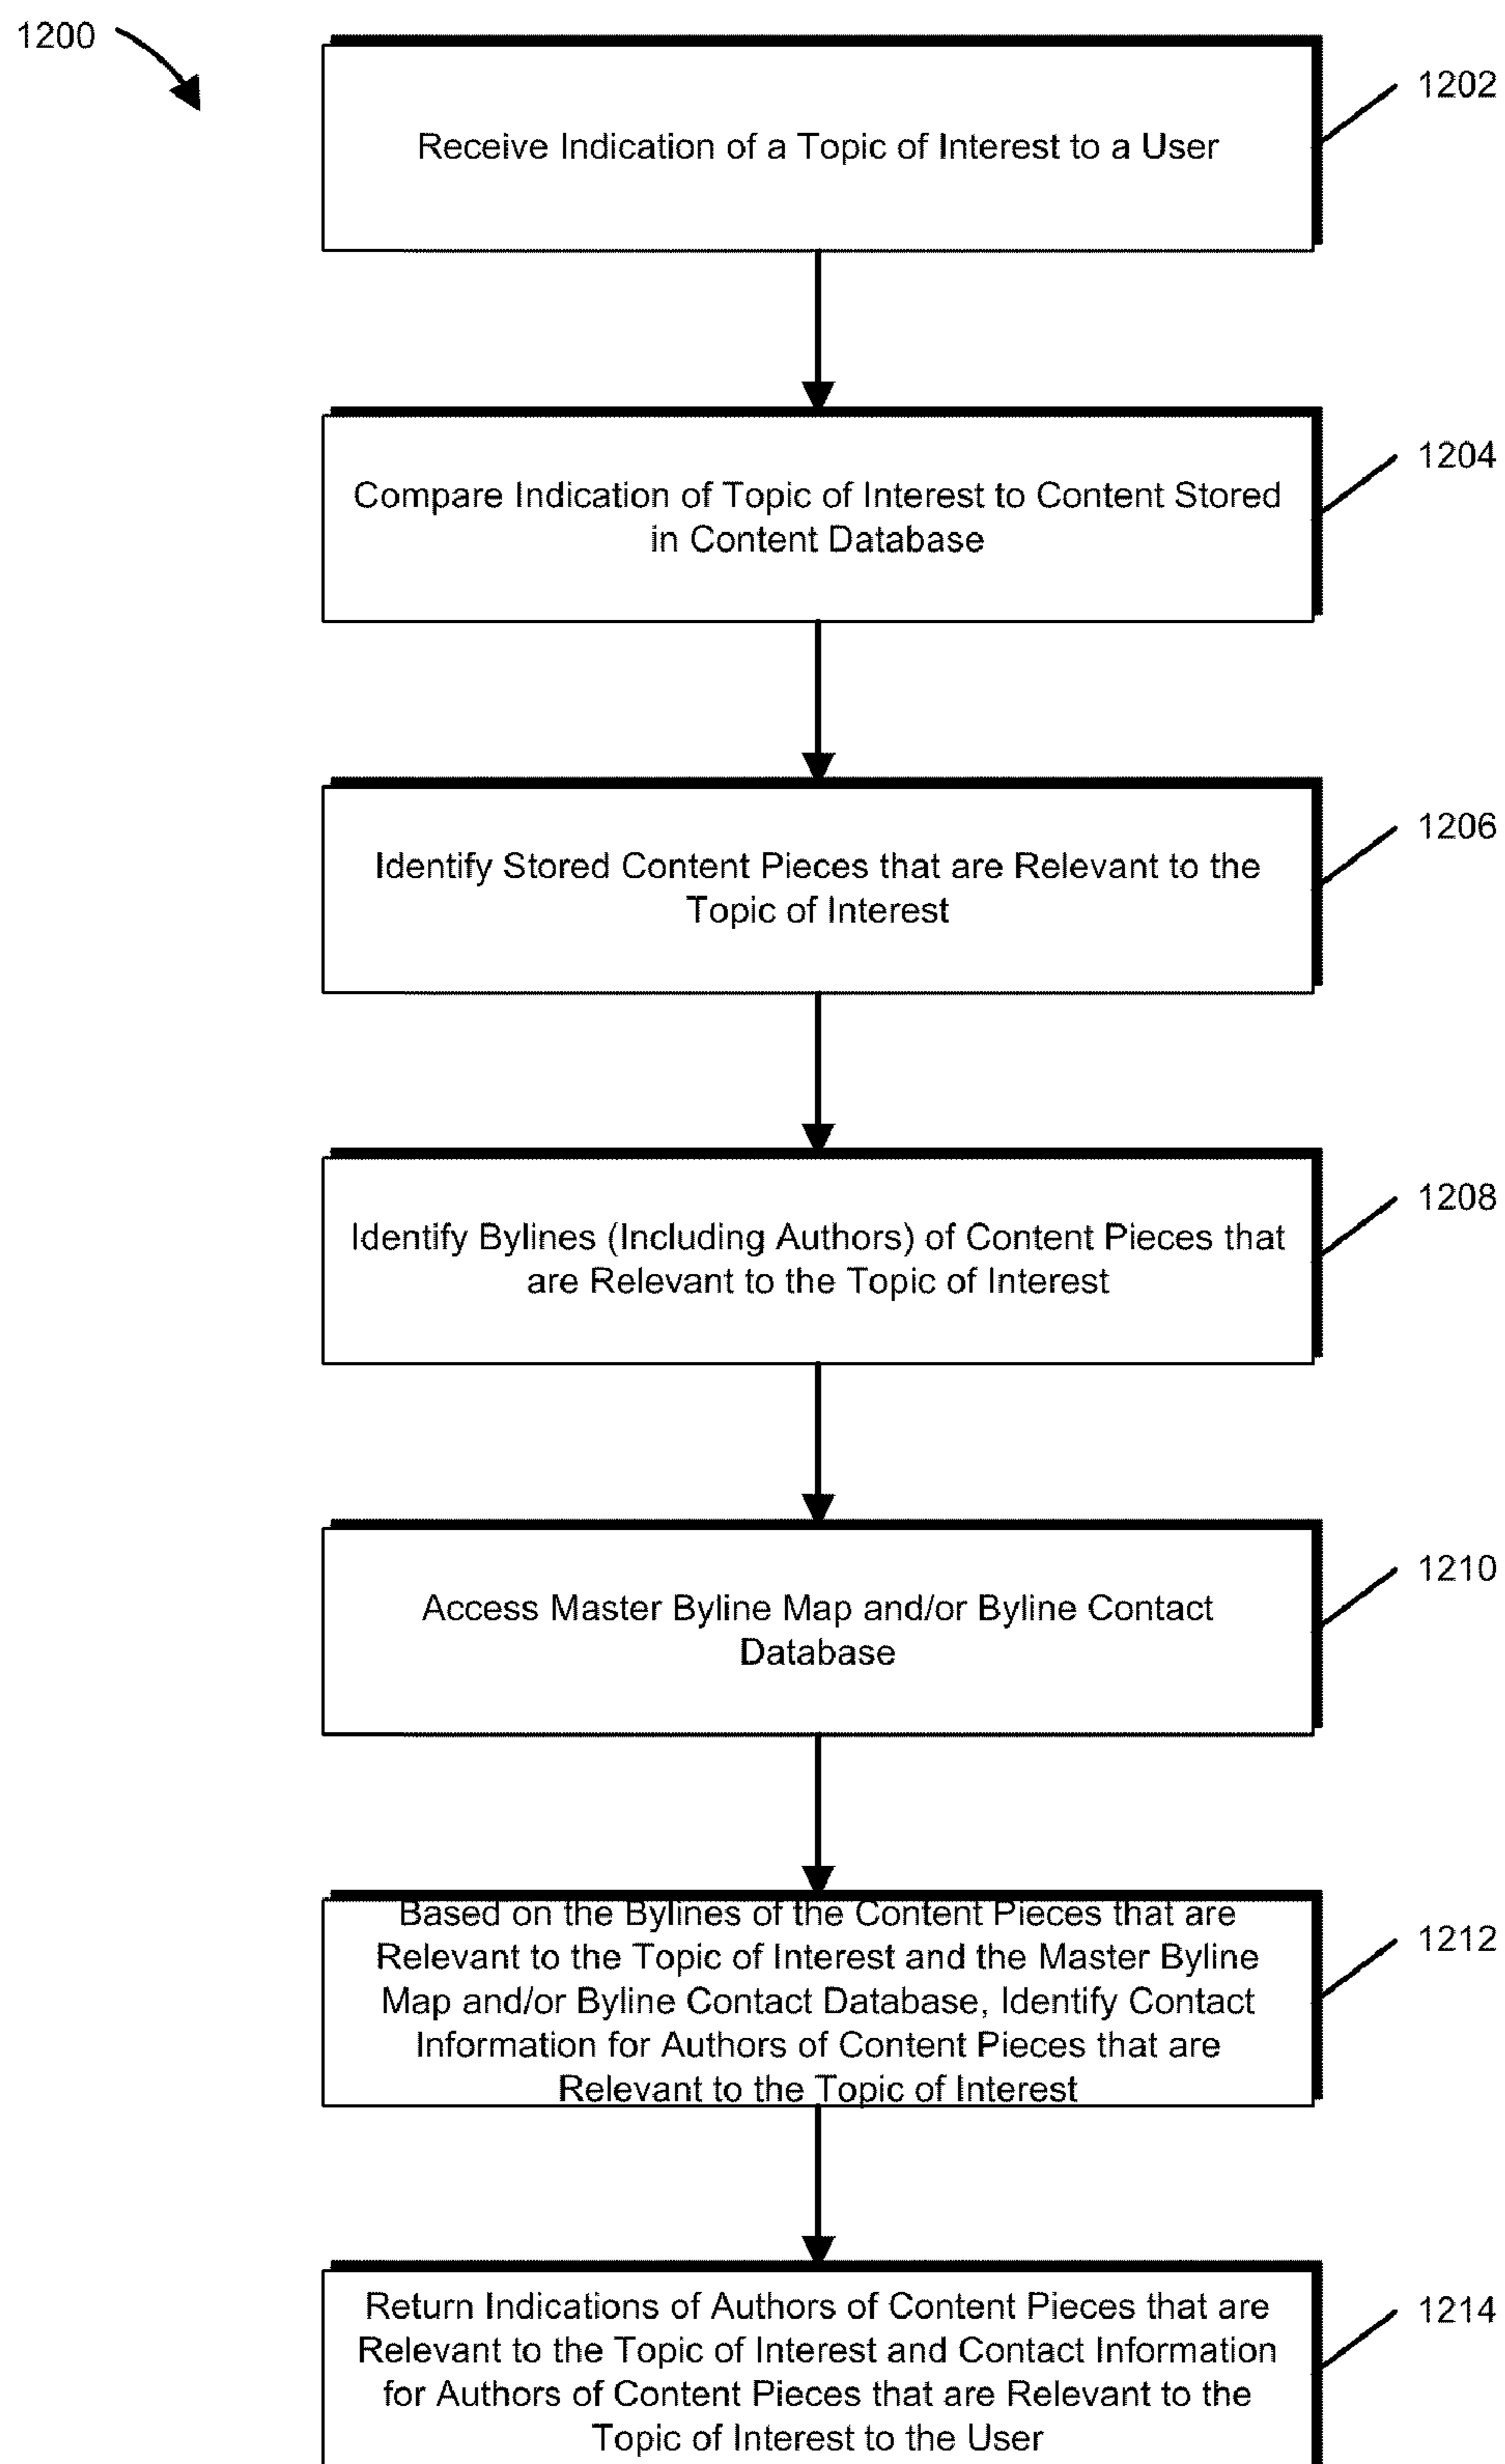 1200
1202
Receive Indication of a Topic of Interest to a User
1204
Compare Indication of Topic of Interest to Content Stored
in Content Database
1206
Identify Stored Content Pieces that are Relevant to the
Topic of Interest
1208
Identify Bylines (Including Authors) of Content Pieces that
are Relevant to the Topic of Interest
1210
Access Master Byline Map and/or Byline Contact
Database
1212
Based on the Bylines of the Content Pieces that are
Relevant to the Topic of Interest and the Master Byline
Map and/or Byline Contact Database, Identify Contact
Information for Authors of Content Pieces that are
Relevant to the Topic of Interest
1214
Return Indications of Authors of Content Pieces that are
Relevant to the Topic of Interest and Contact Information
for Authors of Content Pieces that are Relevant to the
Topic of Interest to the User